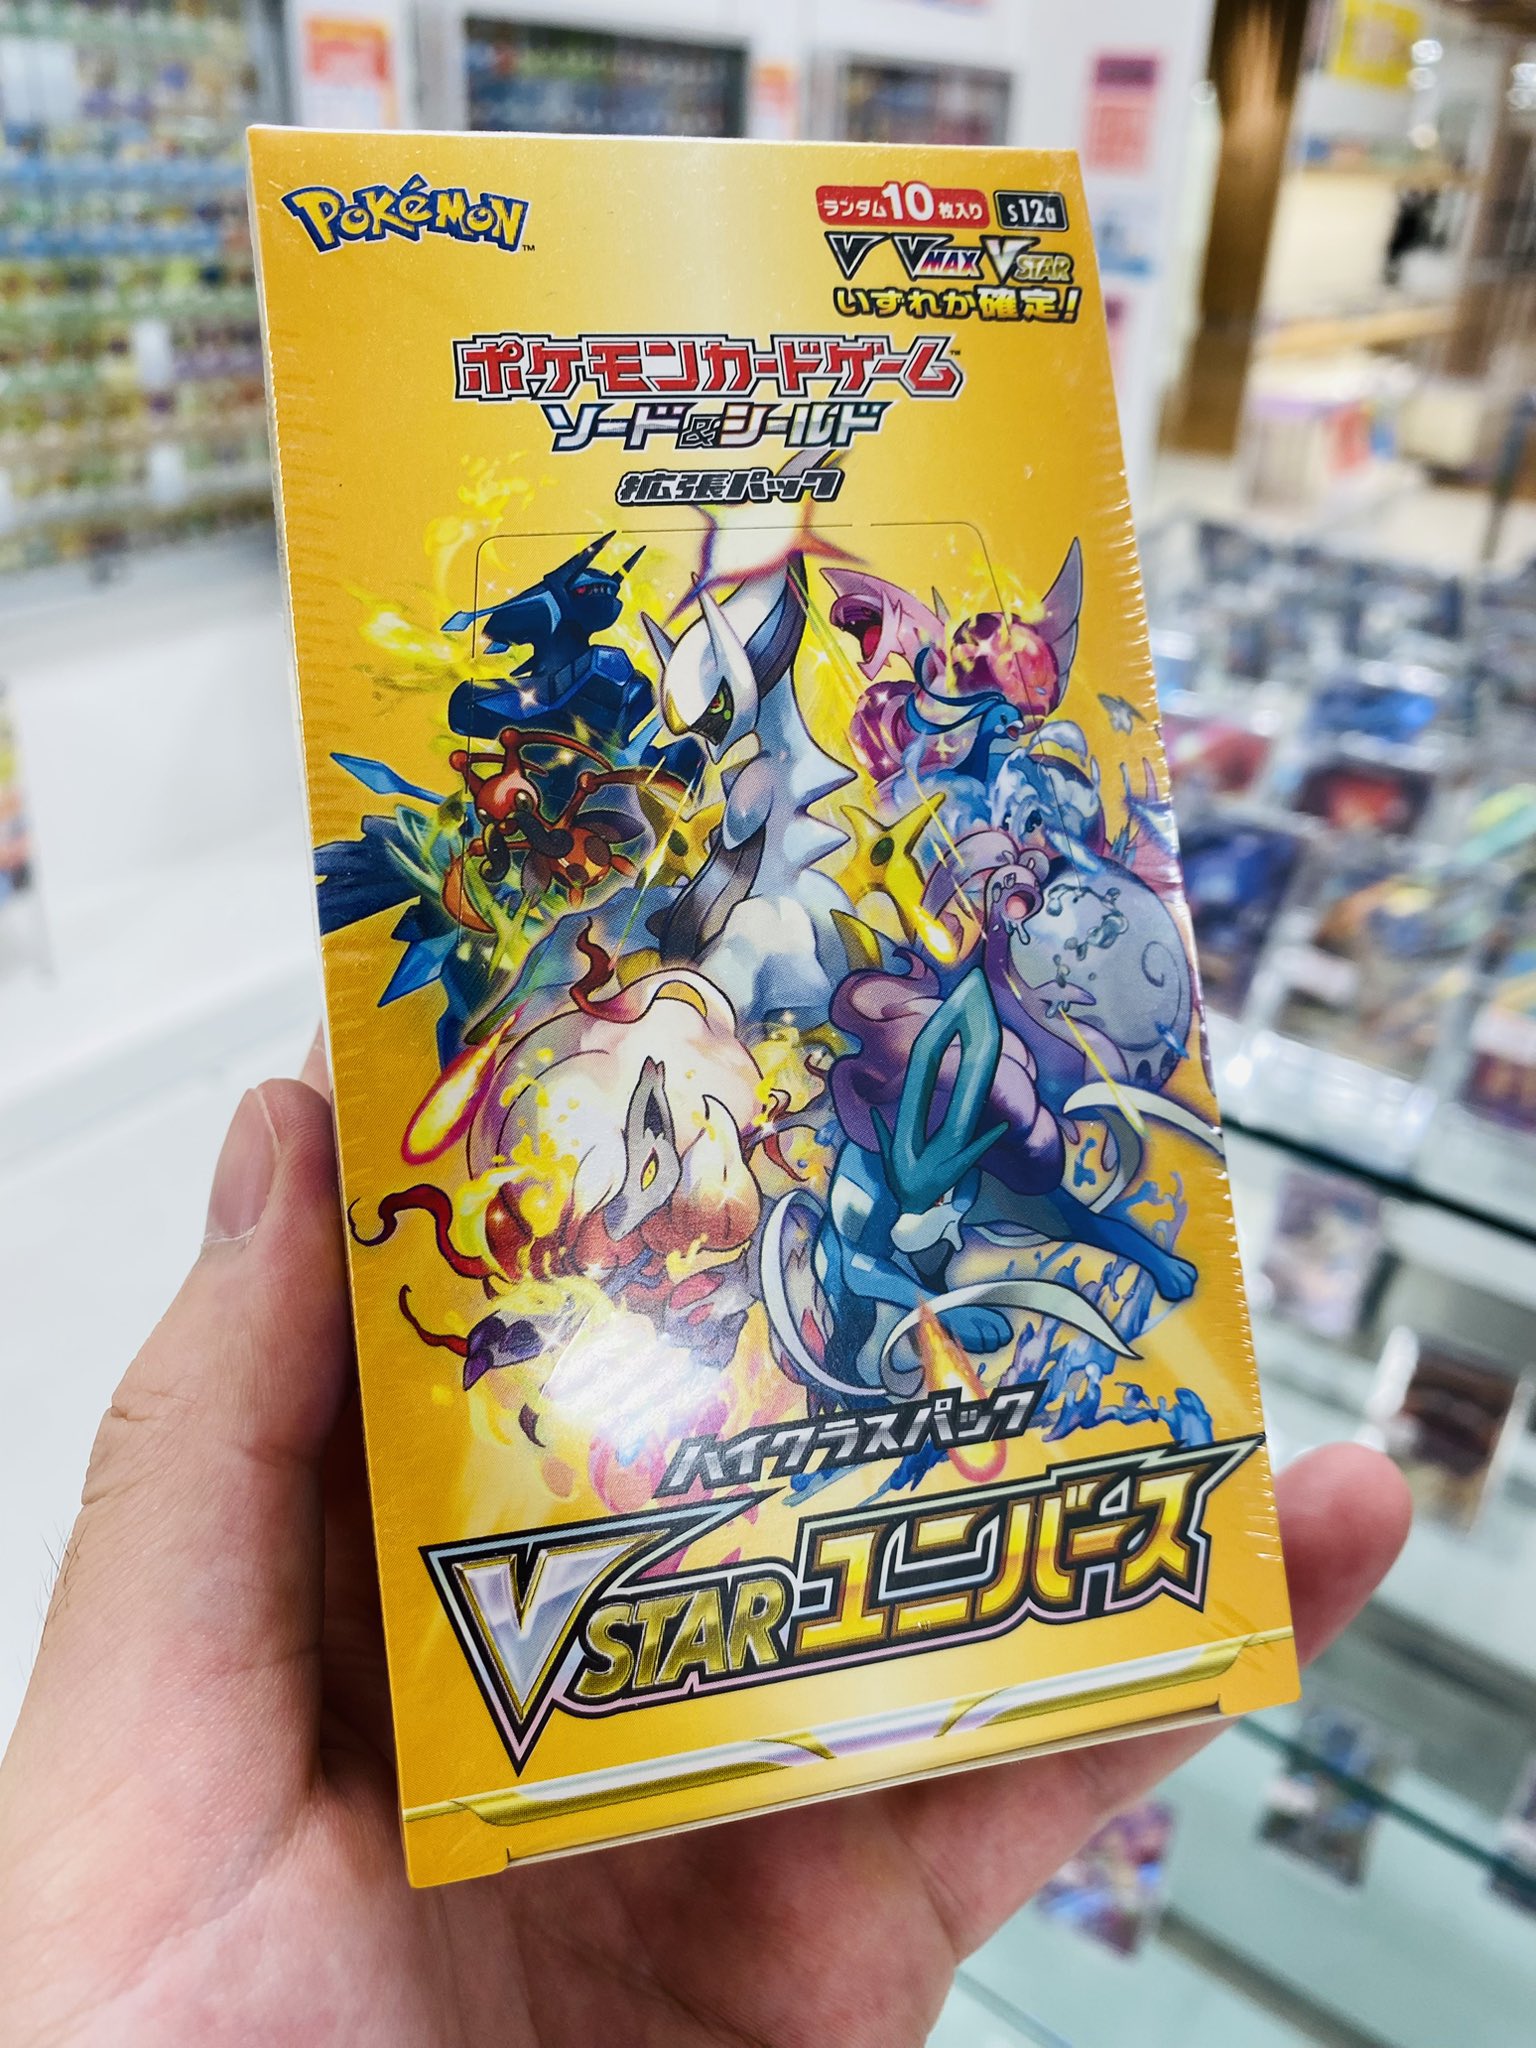 Pokémon™
ランダム10枚入り s12a
V VMAX VSTAR
いずれか確定!
ポケモンカードゲーム™
ソード&シールド
拡張パック
ハイクラスパック
VSTARユニバース